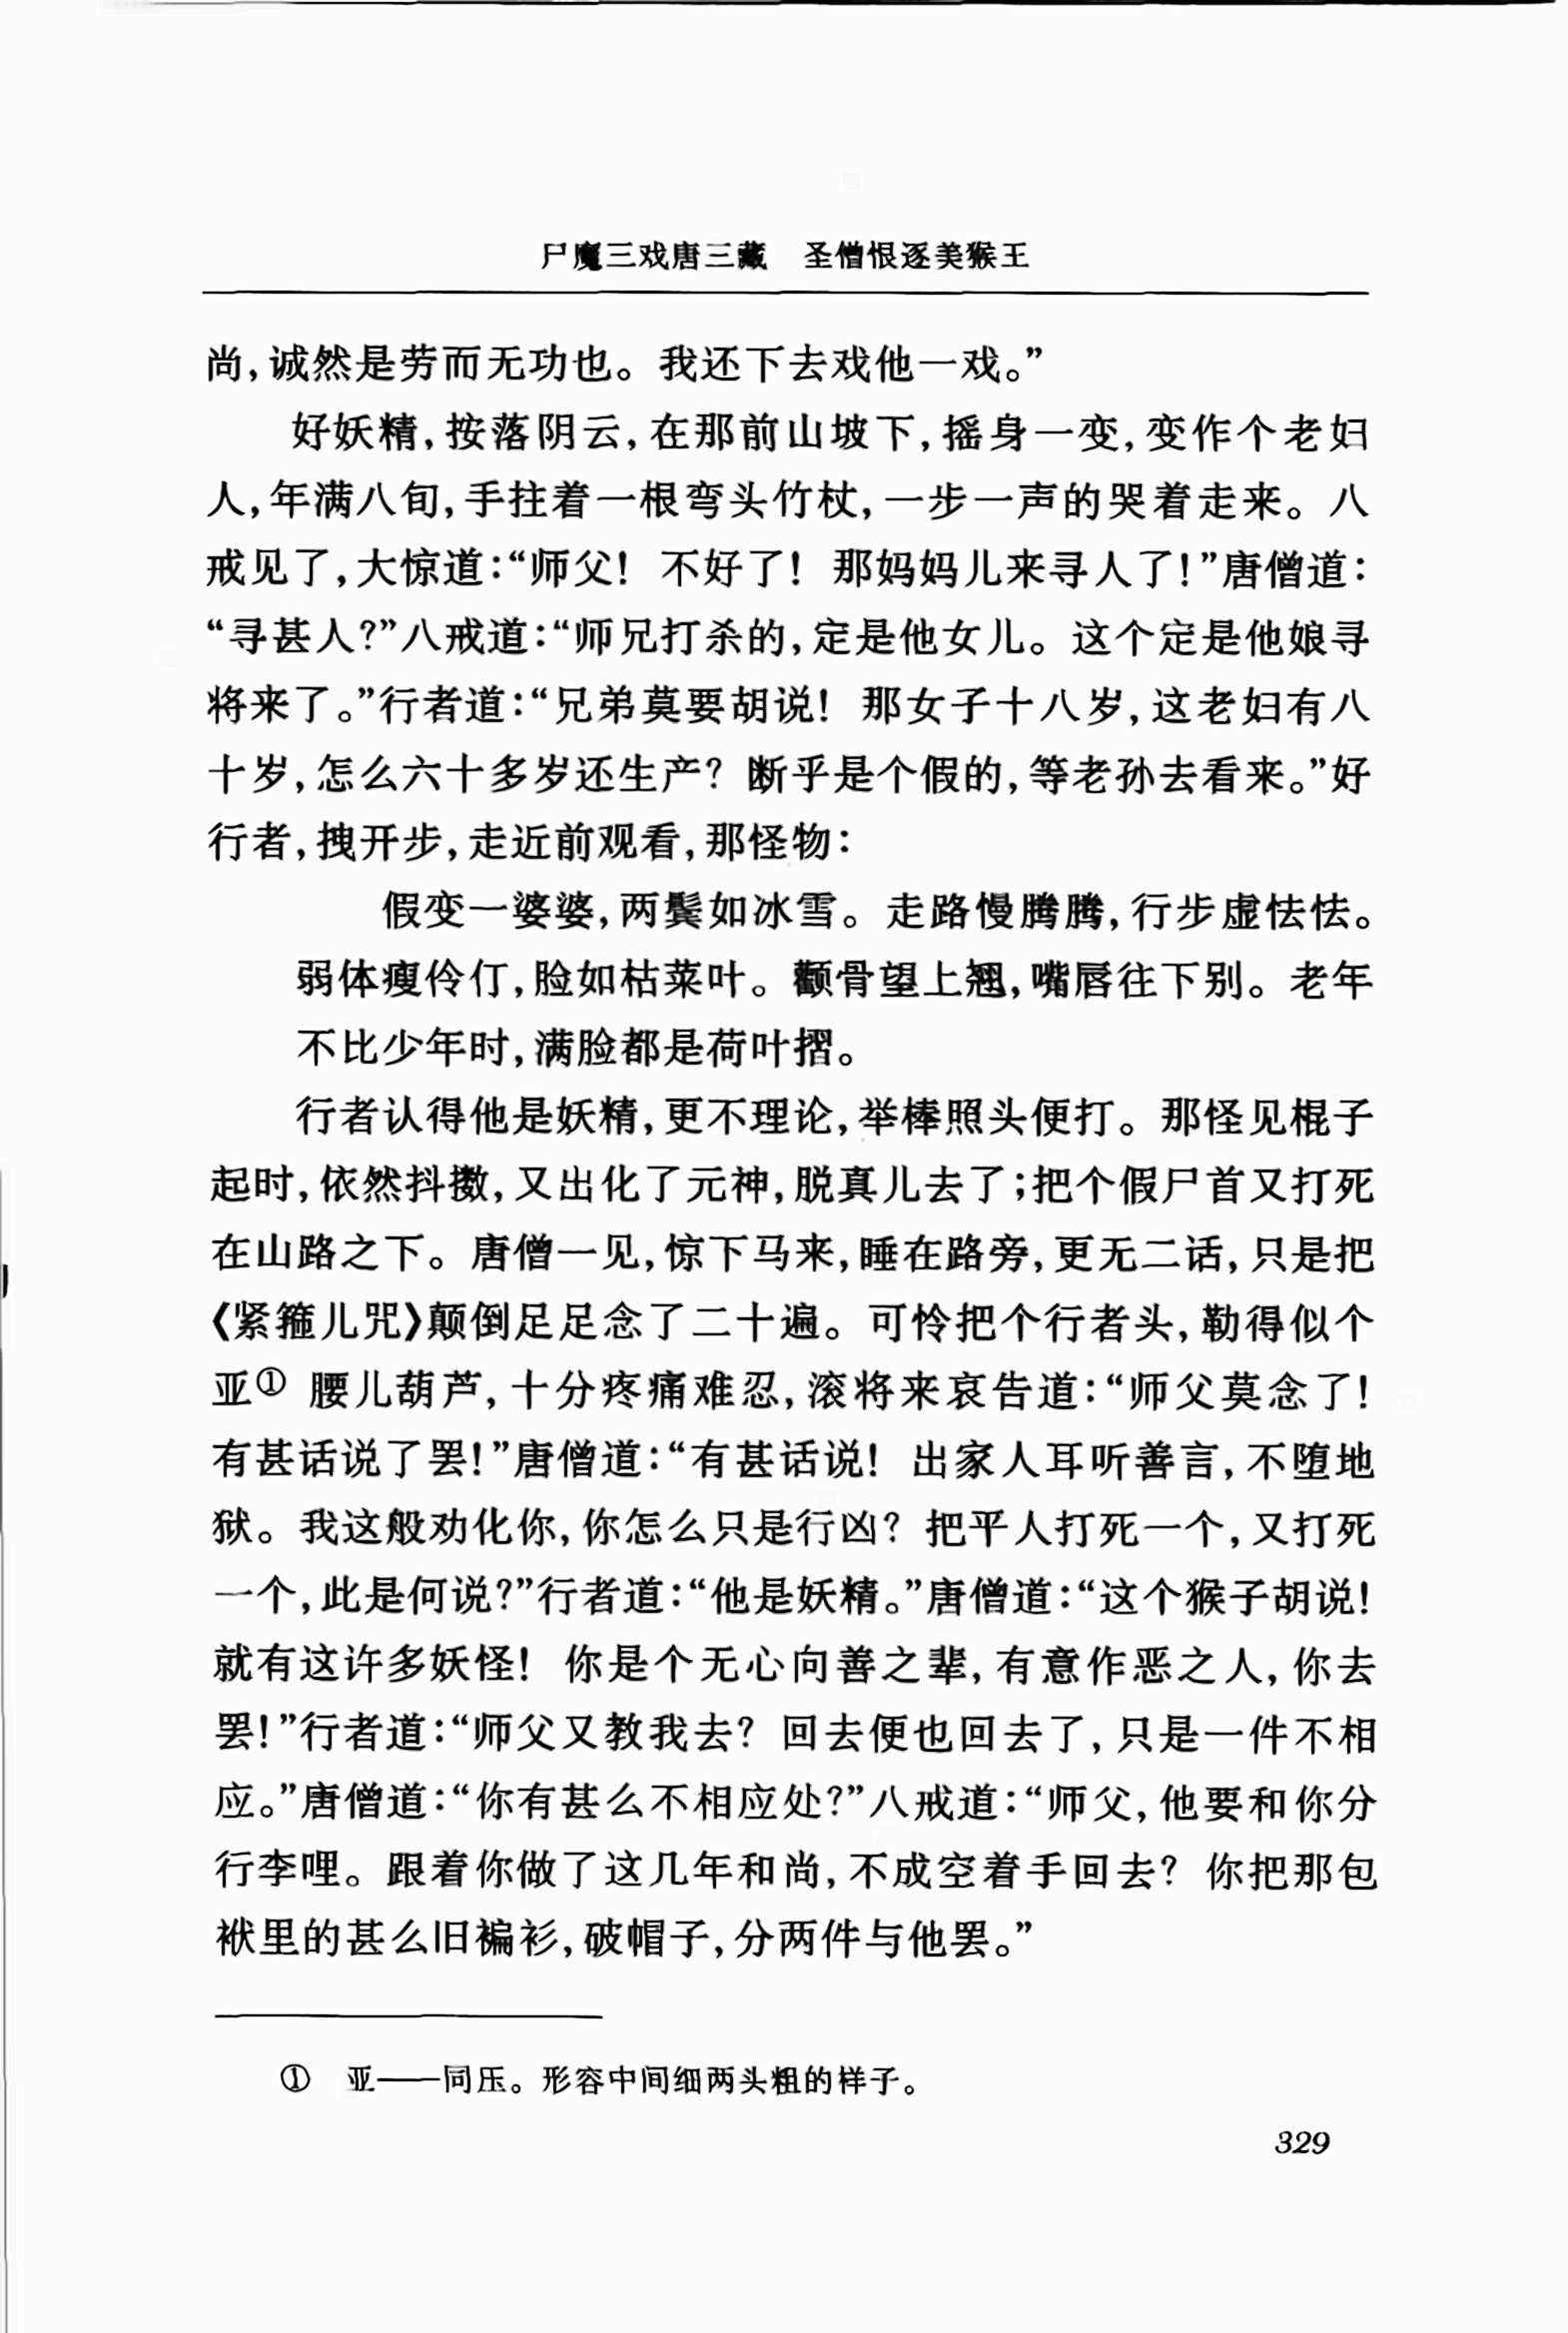 尸魔三戏唐三藏　圣僧恨逐美猴王
尚,诚然是劳而无功也。我还下去戏他一戏。”
好妖精,按落阴云,在那前山坡下,摇身一变,变作个老妇
人,年满八旬,手拄着一根弯头竹杖,一步一声的哭着走来。八
戒见了,大惊道:“师父! 不好了! 那妈妈儿来寻人了!”唐僧道:
“寻甚人?”八戒道:“师兄打杀的,定是他女儿。这个定是他娘寻
将来了。”行者道:“兄弟莫要胡说! 那女子十八岁,这老妇有八
十岁,怎么六十多岁还生产? 断乎是个假的,等老孙去看来。”好
行者,拽开步,走近前观看,那怪物:
假变一婆婆,两鬓如冰雪。走路慢腾腾,行步虚怯怯。
弱体瘦伶仃,脸如枯菜叶。颧骨望上翘,嘴唇往下别。老年
不比少年时,满脸都是荷叶摺。
行者认得他是妖精,更不理论,举棒照头便打。那怪见棍子
起时,依然抖擞,又出化了元神,脱真儿去了;把个假尸首又打死
在山路之下。唐僧一见,惊下马来,睡在路旁,更无二话,只是把
《紧箍儿咒》颠倒足足念了二十遍。可怜把个行者头,勒得似个
亚① 腰儿葫芦,十分疼痛难忍,滚将来哀告道:“师父莫念了!
有甚话说了罢!”唐僧道:“有甚话说! 出家人耳听善言,不堕地
狱。我这般劝化你,你怎么只是行凶? 把平人打死一个,又打死
一个,此是何说?”行者道:“他是妖精。”唐僧道:“这个猴子胡说!
就有这许多妖怪! 你是个无心向善之辈,有意作恶之人,你去
罢!”行者道:“师父又教我去? 回去便也回去了,只是一件不相
应。”唐僧道:“你有甚么不相应处?”八戒道:“师父,他要和你分
行李哩。跟着你做了这几年和尚,不成空着手回去? 你把那包
袱里的甚么旧褊衫,破帽子,分两件与他罢。”
①　亚——同压。形容中间细两头粗的样子。
329